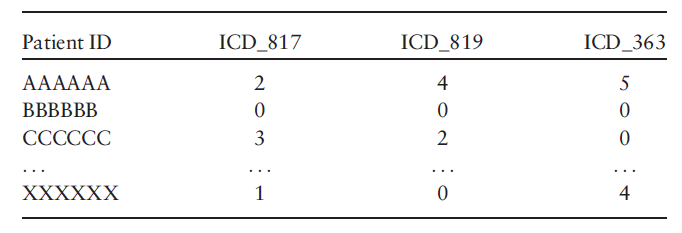 Patient ID ICD_817 ICD_819 ICD_363
AAAAAA 2 4 5
BBBBBB 0 0 0
CCCCCC 3 2 0
... ... ... ...
XXXXXX 1 0 4